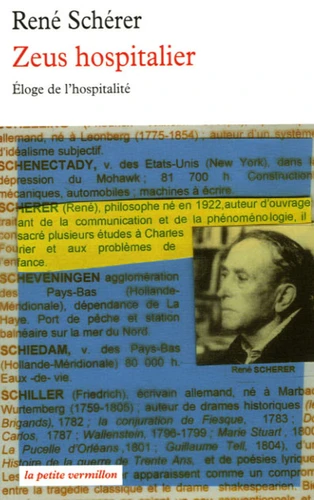 René Schérer
Zeus hospitalier
Éloge de l'hospitalité
allemand, né à Leonberg (1775-1854) ; auteur d'un système
d'idéalisme subjectif.
SCHENECTADY, v. des Etats-Unis (New York), dans la
dépression du Mohawk ; 81 700 h. Construction
mécaniques, automobiles ; machines à écrire.
SCHERER (René), philosophe né en 1922,auteur d'ouvrage
traitant de la communication et de la phénoménologie, il
sacré plusieurs études à Charles
Fourier et aux problèmes de
enfance.
SCHEVENINGEN agglomération
des Pays-Bas (Hollande-
Méridionale), dépendance de La
Haye. Port de pêche et station
balnéaire sur la mer du Nord.
SCHIEDAM, v. des Pays-Bas
(Hollande-Méridionale) 80 000 h.
Eaux -de- vie.
René SCHERER
SCHILLER (Friedrich), écrivain allemand, né à Marba
Wurtemberg (1759-1805), auteur de drames historiques (
Brigands), 1782 ; la conjuration de Fiesque, 1783 ; Do
Carlos, 1787 ; Wallenstein, 1796-1799 ; Marie Stuart , 1800
La Pucelle d'Orléans ,1801 ; Guillaume Tell, 1804), d'u
Histoire de la guerre de Trente Ans, et de poésies lyrique
er apparaissent comme un comprom
entre la tragédie classique et le drame shakespearien.
la petite vermillon